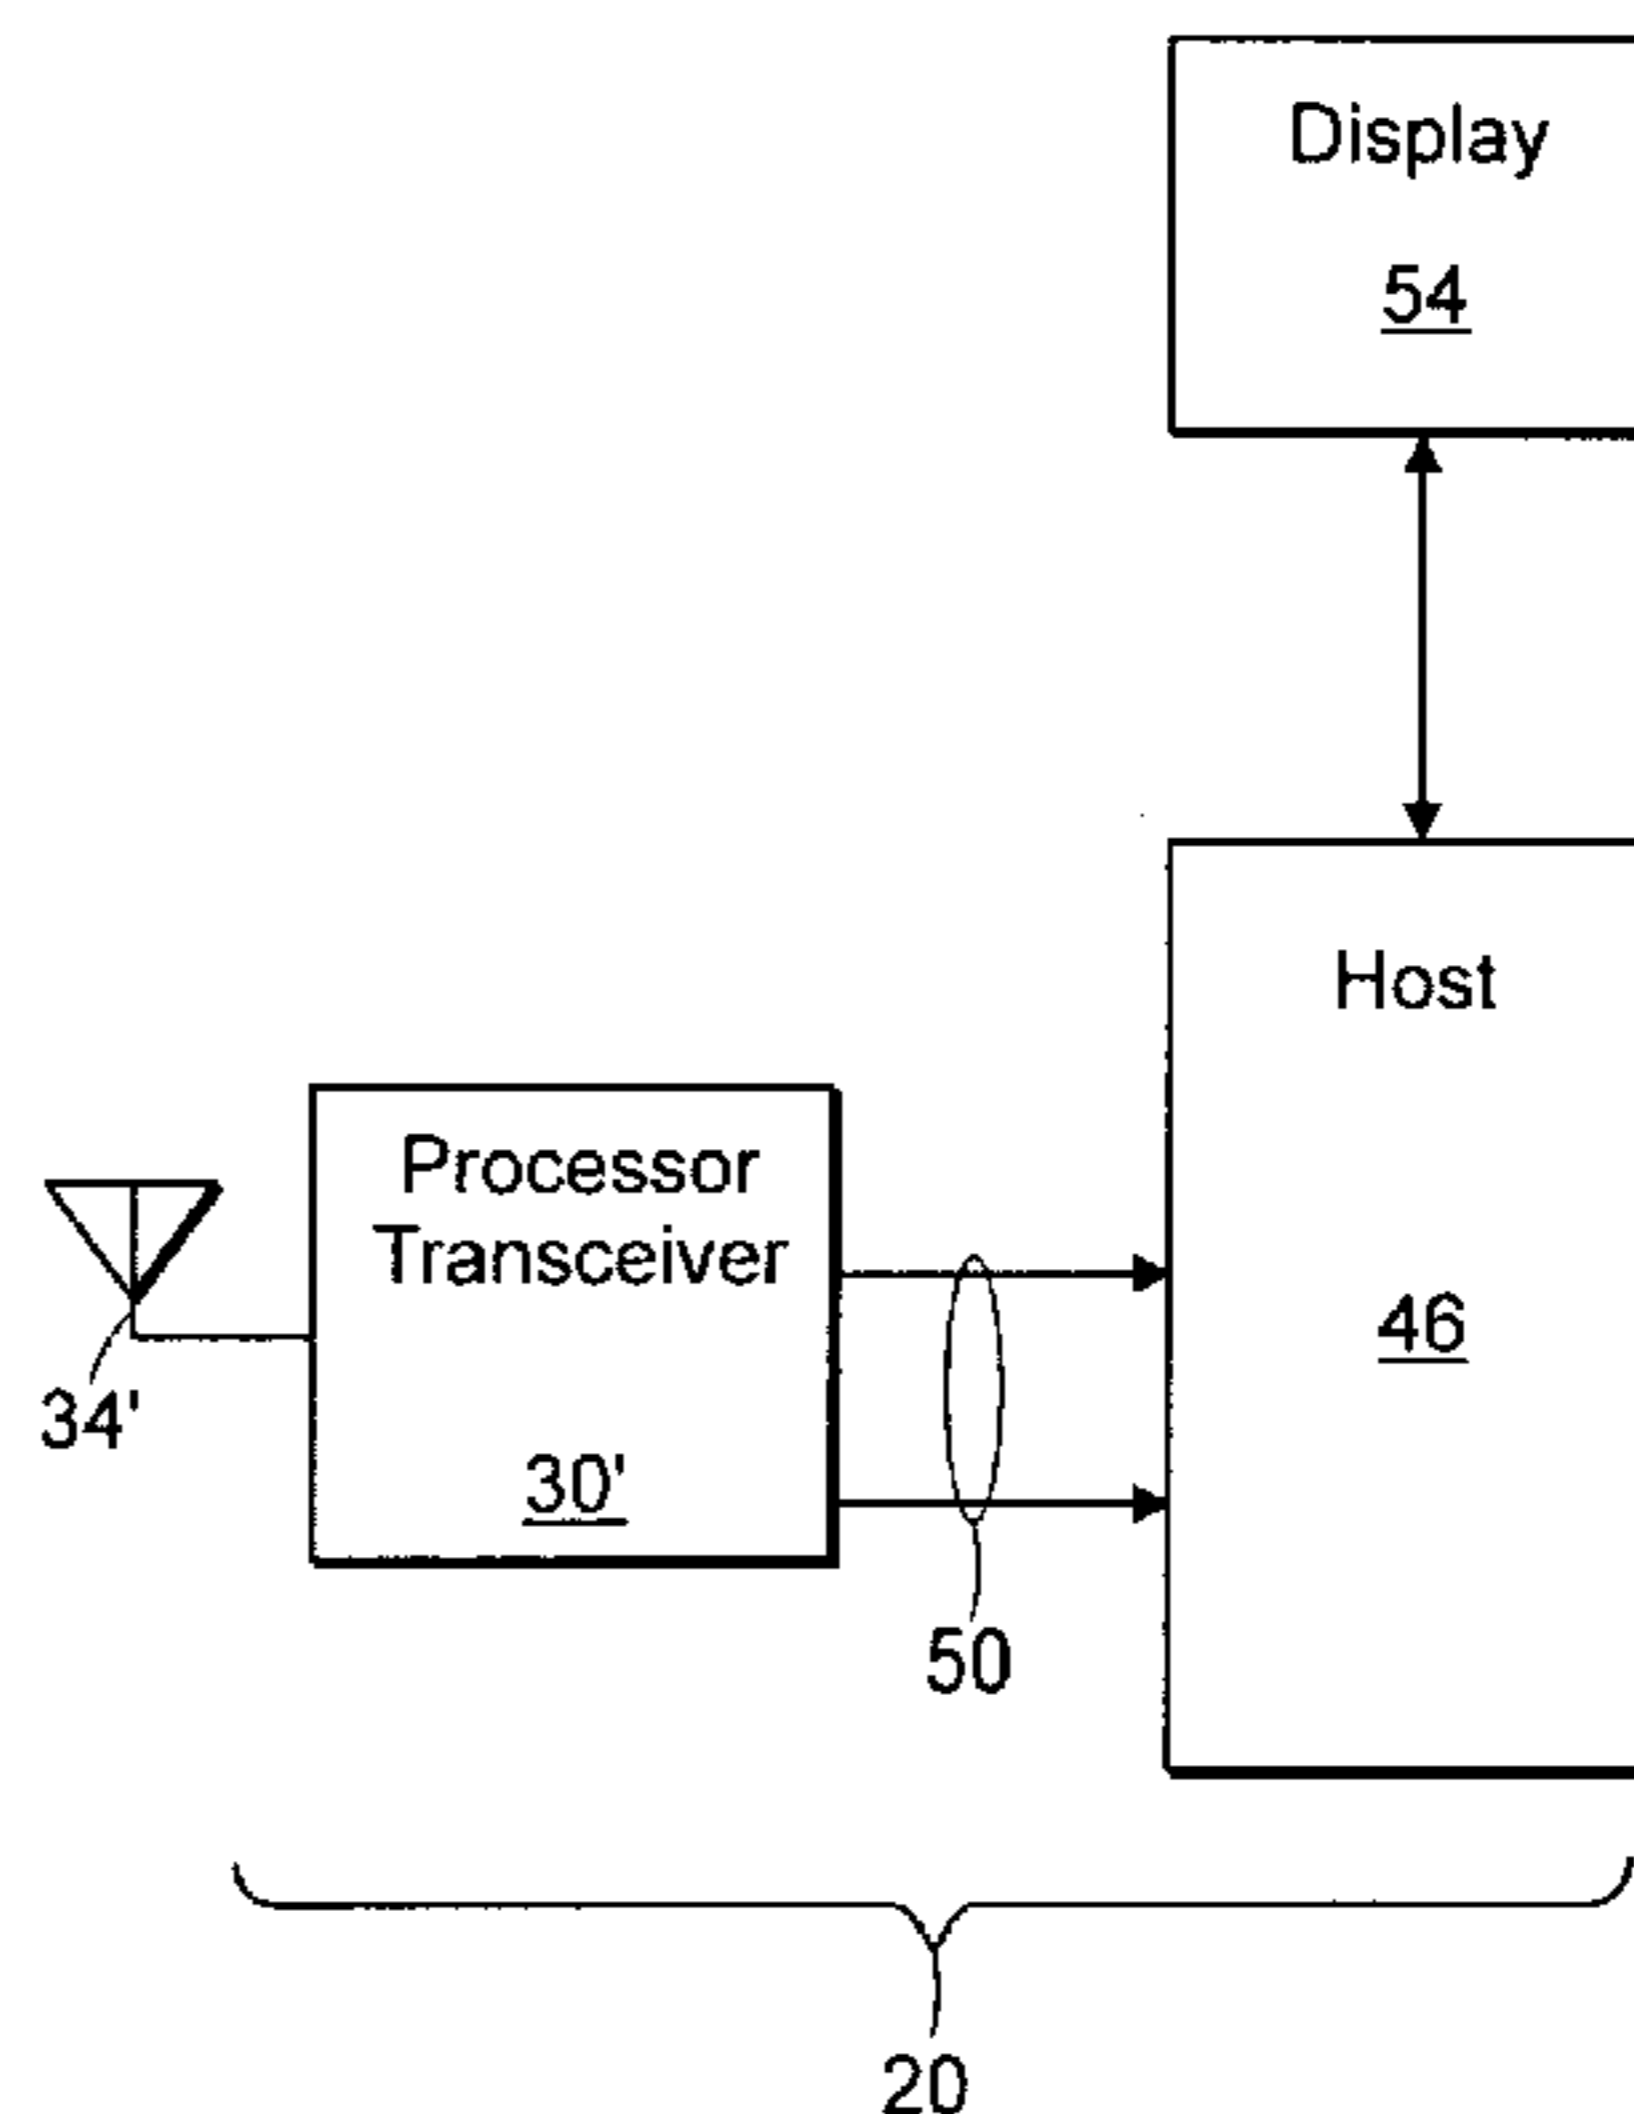 Display
54
Host
Processor
Transceiver
46
34'
30'
50
20